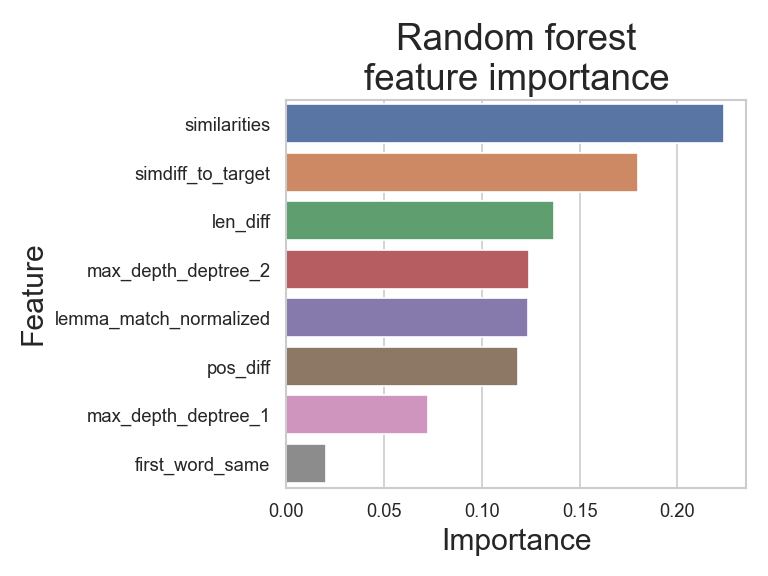 Random forest
feature importance
similarities
simdiff_to_target
len_diff
max_depth_deptree_2
lemma_match_normalized
pos_diff
max_depth_deptree_1
first_word_same
Feature
0.00 0.05 0.10 0.15 0.20
Importance